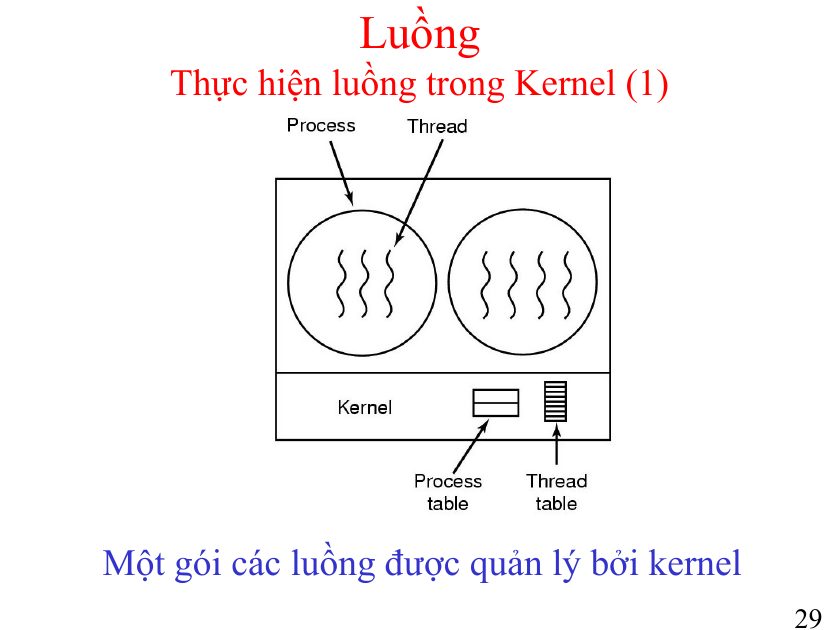 Luồng
Thực hiện luồng trong Kernel (1)
Process Thread
Kernel
Process Thread
table table
Một gói các luồng được quản lý bởi kernel
29